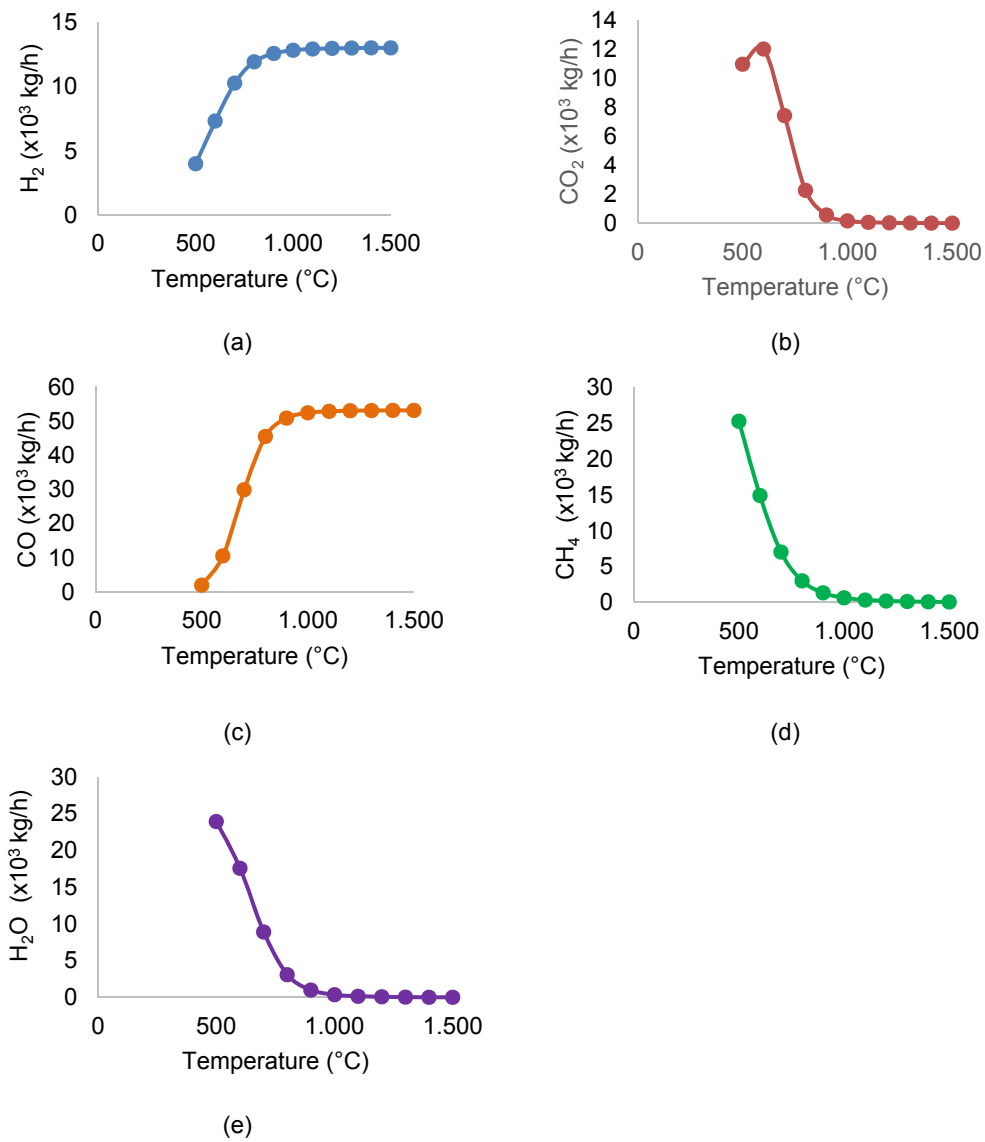 15
10
5
0
H₂ (x10³ kg/h)
0 500 1.000 1.500
Temperature (°C)
(a)
14
12
10
8
6
4
2
0
CO₂ (x10³ kg/h)
0 500 1.000 1.500
Temperature (°C)
(b)
60
50
40
30
20
10
0
CO (x10³ kg/h)
0 500 1.000 1.500
Temperature (°C)
(c)
30
25
20
15
10
5
0
CH₄ (x10³ kg/h)
0 500 1.000 1.500
Temperature (°C)
(d)
30
25
20
15
10
5
0
H₂O (x10³ kg/h)
0 500 1.000 1.500
Temperature (°C)
(e)